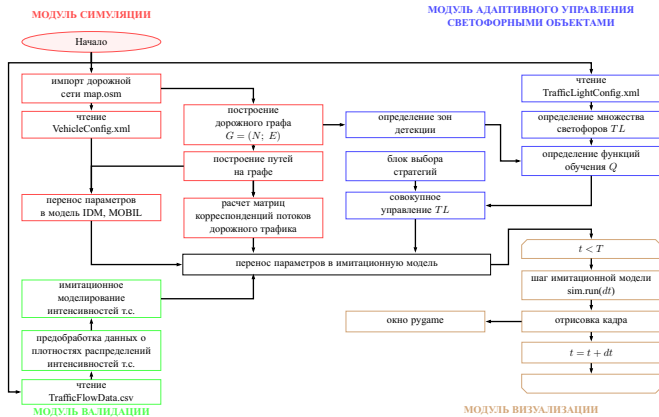 МОДУЛЬ СИМУЛЯЦИИ
МОДУЛЬ АДАПТИВНОГО УПРАВЛЕНИЯ
СВЕТОФОРНЫМИ ОБЪЕКТАМИ
Начало
импорт дорожной
сети map.osm
чтение
VehicleConfig.xml
построение
дорожного графа
G = (N; E)
построение путей
на графе
перенос параметров
в модель IDM, MOBIL
расчет матриц
корреспонденций потоков
дорожного трафика
определение зон
детекции
блок выбора
стратегий
совокупное
управление TL
чтение
TrafficLightConfig.xml
определение множества
светофоров TL
определение функций
обучения Q
перенос параметров в имитационную модель
имитационное
моделирование
интенсивностей т.с.
предобработка данных о
плотностях распределений
интенсивностей т.с.
чтение
TrafficFlowData.csv
МОДУЛЬ ВАЛИДАЦИИ
t < T
шаг имитационной модели
sim.run(dt)
окно pygame
отрисовка кадра
t = t + dt
МОДУЛЬ ВИЗУАЛИЗАЦИИ